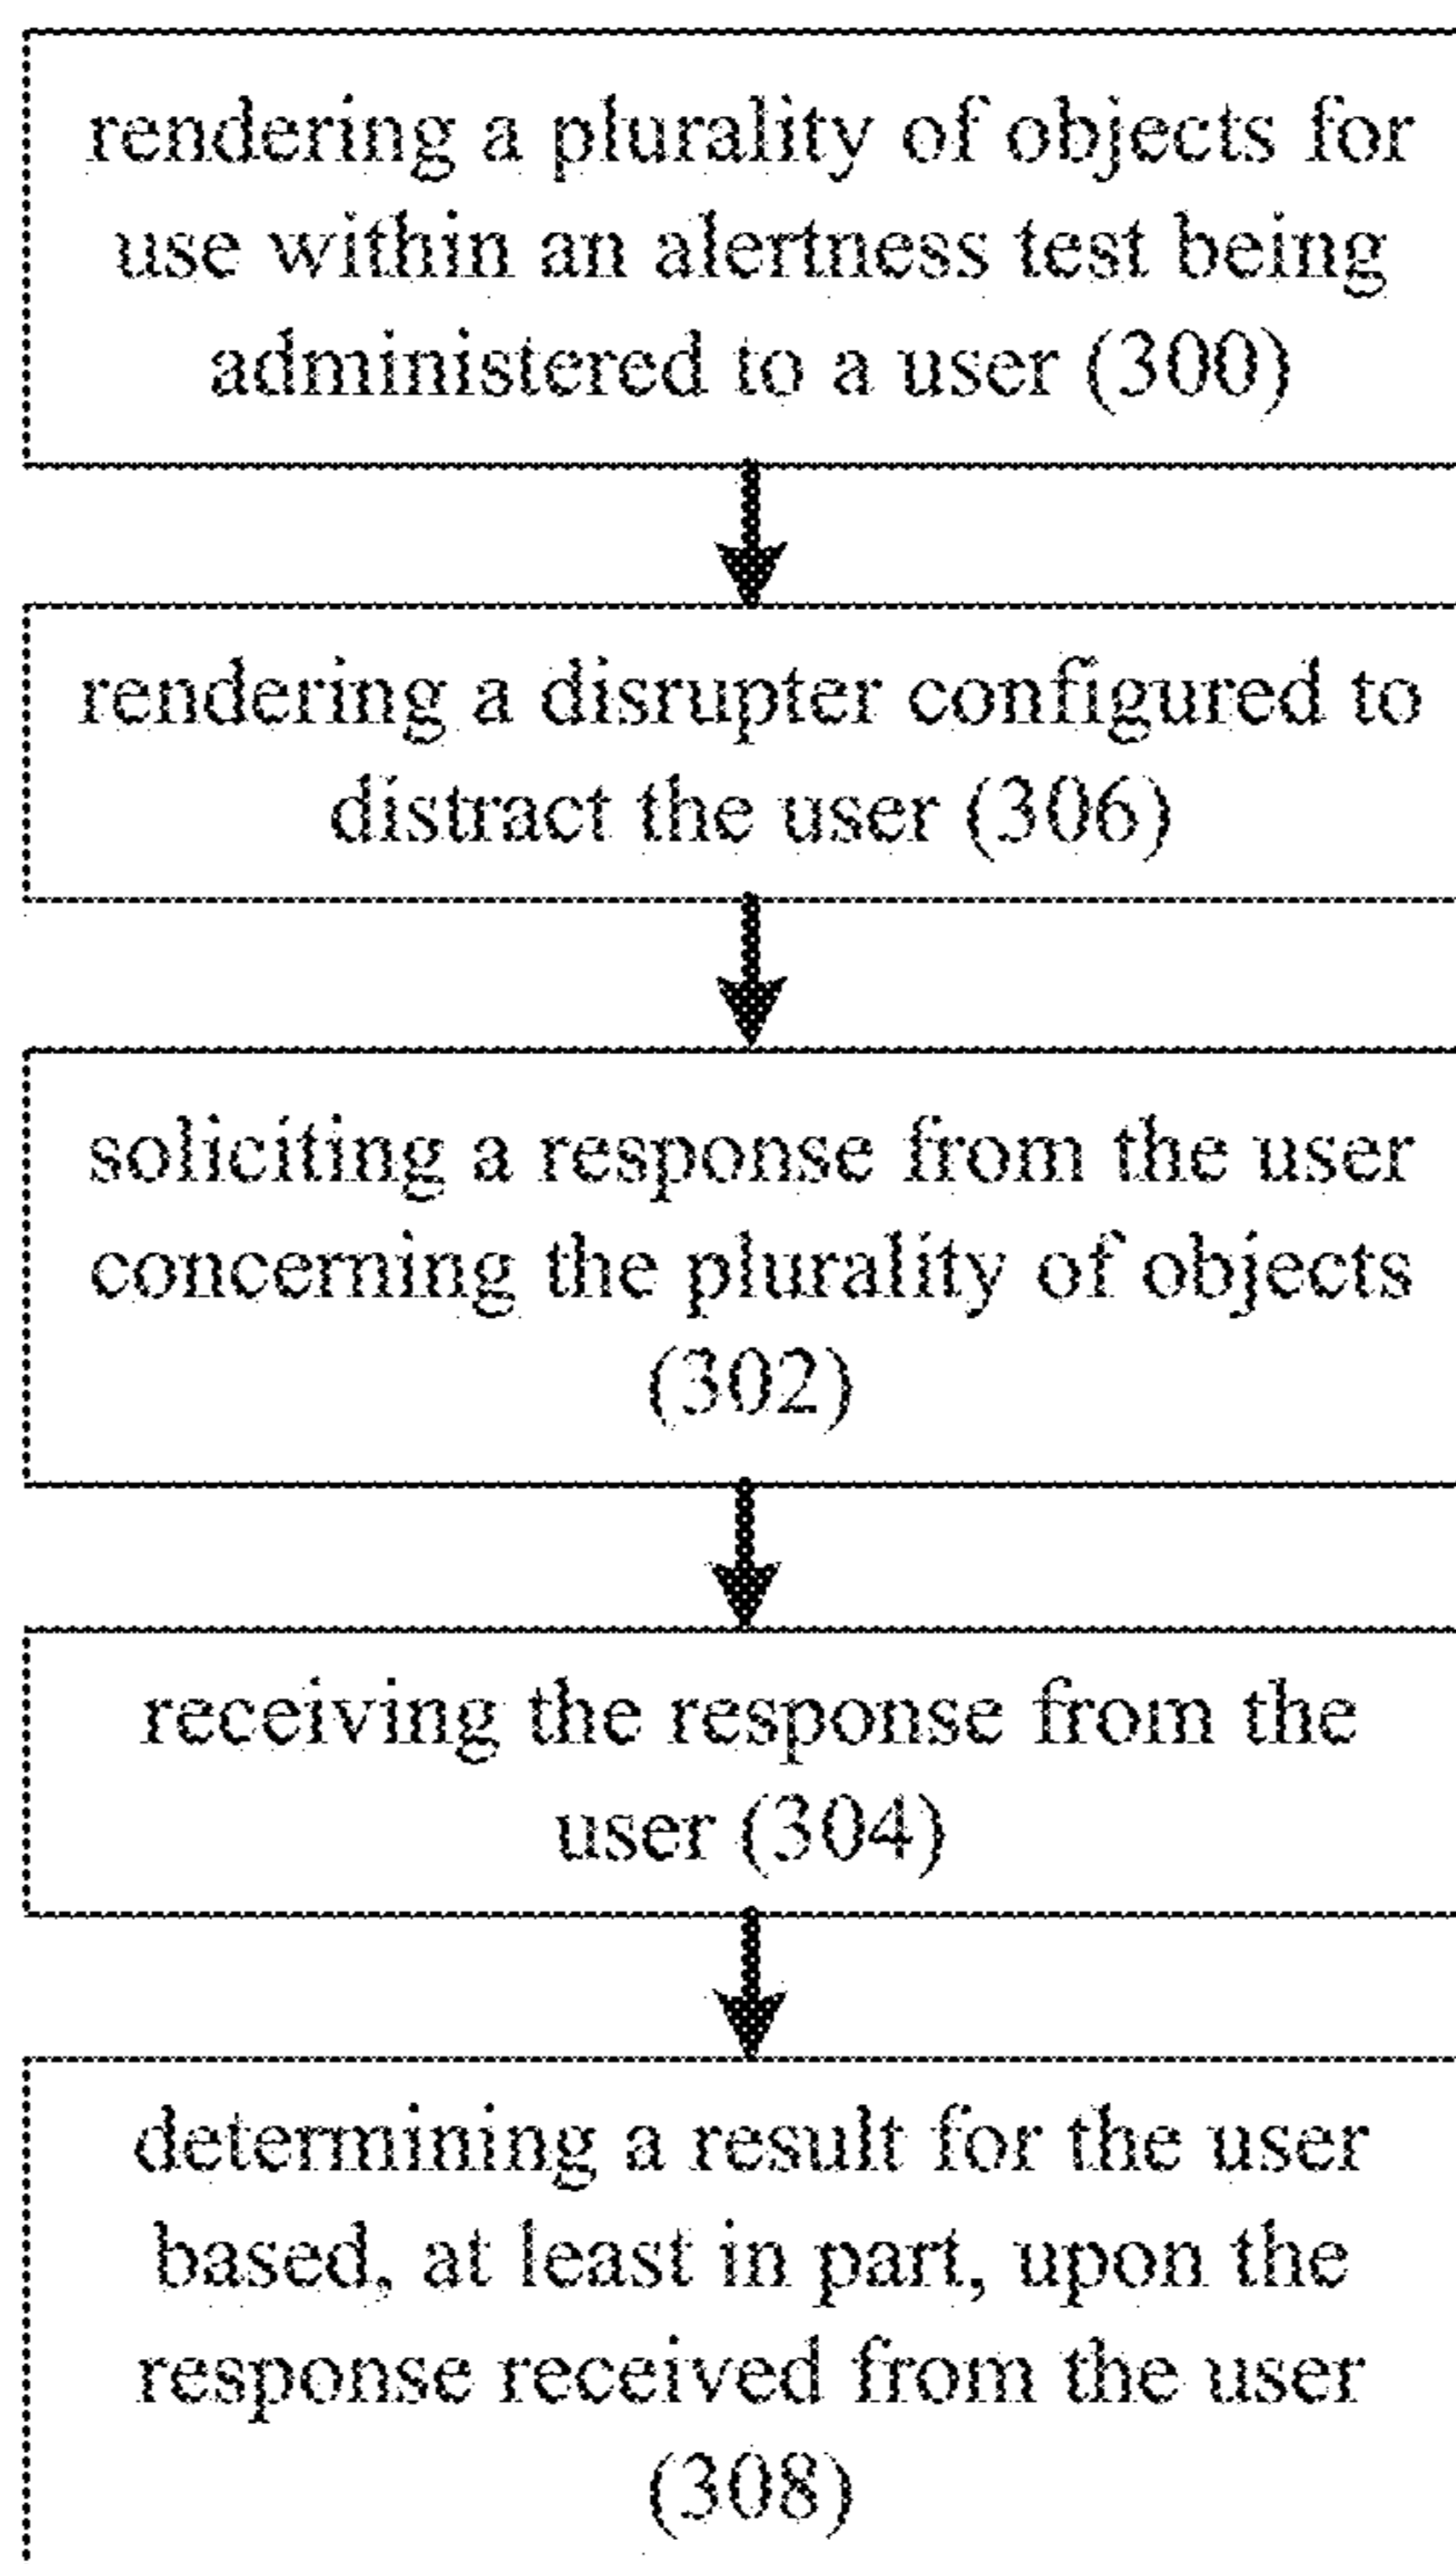 rendering a plurality of objects for
use within an alertness test being
administered to a user (300)
rendering a disrupter configured to
distract the user (306)
soliciting a response from the user
concerning the plurality of objects
(302)
receiving the response from the
user (304)
determining a result for the user
based, at least in part, upon the
response received from the user
(308)